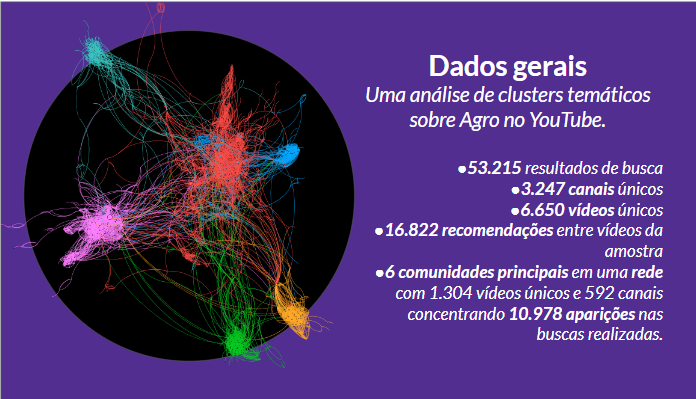 Dados gerais
Uma análise de clusters temáticos
sobre Agro no YouTube.
●53.215 resultados de busca
●3.247 canais únicos
●6.650 vídeos únicos
●16.822 recomendações entre vídeos da
amostra
●6 comunidades principais em uma rede
com 1.304 vídeos únicos e 592 canais
concentrando 10.978 aparições nas
buscas realizadas.